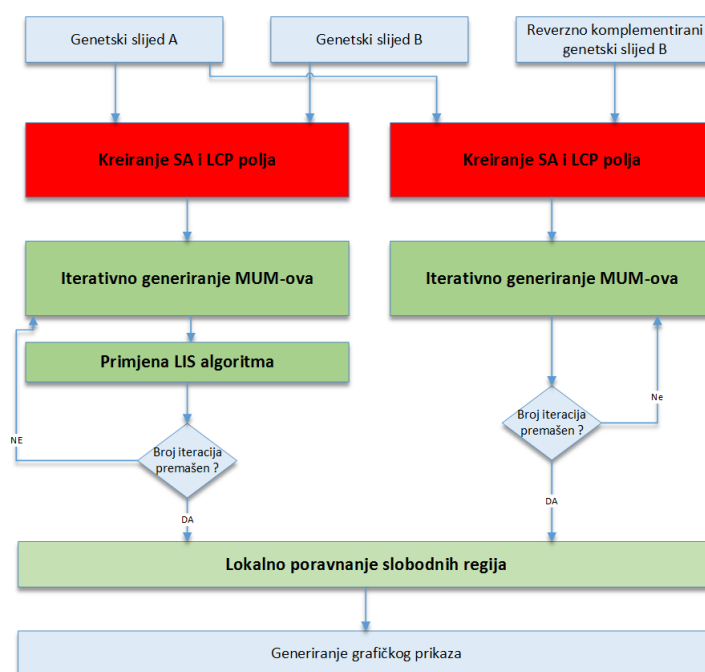 Genetski slijed A
Genetski slijed B
Reverzno komplementirani
genetski slijed B
Kreiranje SA i LCP polja
Kreiranje SA i LCP polja
Iterativno generiranje MUM-ova
Iterativno generiranje MUM-ova
Primjena LIS algoritma
Ne
Broj iteracija
premašen ?
NE
Broj iteracija
premašen ?
DA
DA
Lokalno poravnanje slobodnih regija
Generiranje grafičkog prikaza